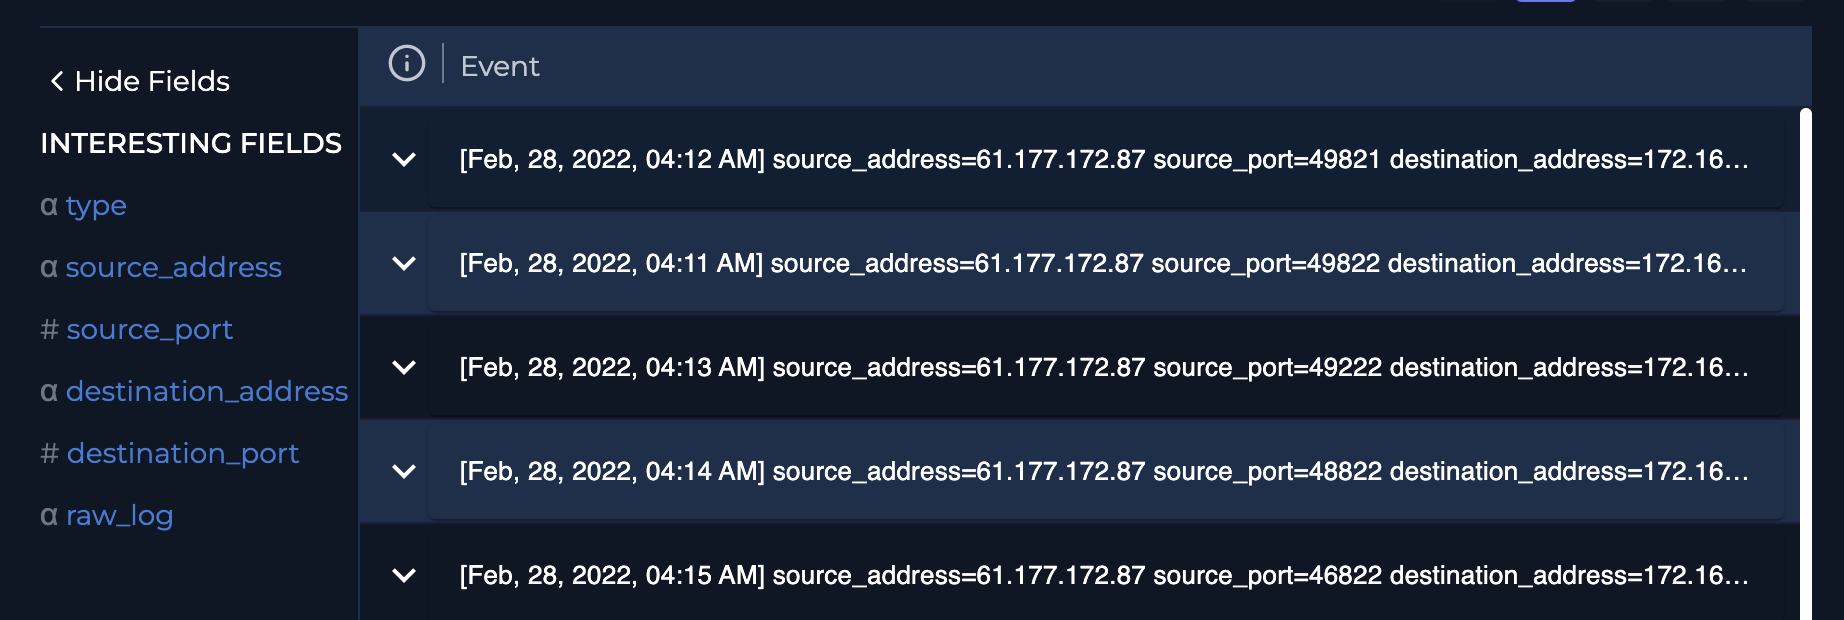 Hide Fields
INTERESTING FIELDS
α type
α source_address
# source_port
α destination_address
# destination_port
α raw_log
Event
[Feb, 28, 2022, 04:12 AM] source_address=61.177.172.87 source_port=49821 destination_address=172.16...
[Feb, 28, 2022, 04:11 AM] source_address=61.177.172.87 source_port=49822 destination_address=172.16...
[Feb, 28, 2022, 04:13 AM] source_address=61.177.172.87 source_port=49222 destination_address=172.16...
[Feb, 28, 2022, 04:14 AM] source_address=61.177.172.87 source_port=48822 destination_address=172.16...
[Feb, 28, 2022, 04:15 AM] source_address=61.177.172.87 source_port=46822 destination_address=172.16...